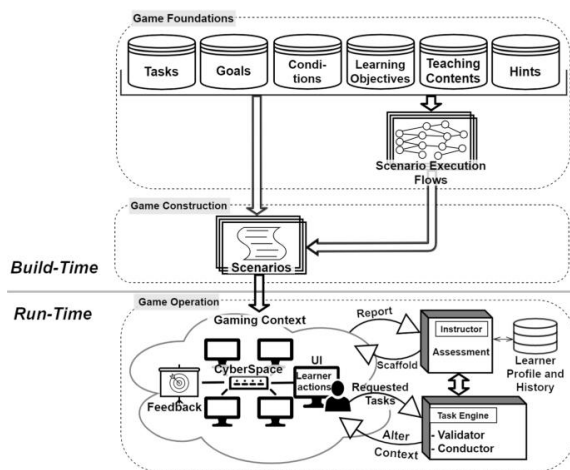 Game Foundations
Tasks
Goals
Condi-
tions
Learning
Objectives
Teaching
Contents
Hints
Scenario Execution
Flows
Game Construction
Scenarios
Build-Time
Run-Time
Game Operation
Gaming Context
CyberSpace
UI
Learner
actions
Feedback
Report
Scaffold
Instructor
Assessment
Learner
Profile and
History
Requested
Tasks
Alter
Context
Task Engine
- Validator
- Conductor